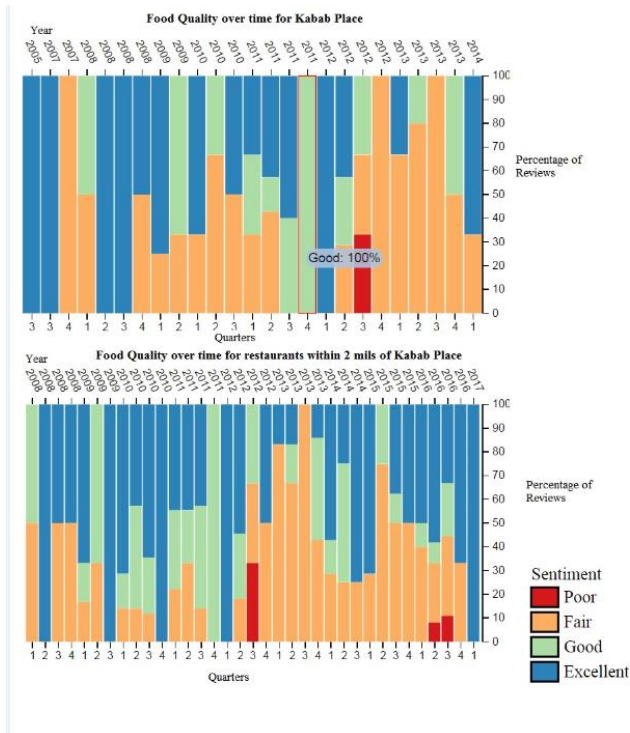 Food Quality over time for Kabab Place
Year
2005 2007 2007 2008 2008 2008 2008 2009 2009 2010 2010 2010 2011 2011 2011 2011 2012 2012 2012 2012 2013 2013 2013 2013 2014
100
90
80
70
60
50
40
30
20
10
0
Percentage of
Reviews
Good: 100%
3 3 4 1 2 3 4 1 2 1 2 3 1 2 3 4 1 2 3 4 1 2 3 4 1
Quarters
Food Quality over time for restaurants within 2 mils of Kabab Place
Year
2008 2008 2008 2008 2009 2009 2009 2010 2010 2010 2010 2011 2011 2011 2011 2012 2012 2012 2012 2013 2013 2013 2013 2014 2014 2014 2015 2015 2015 2015 2016 2016 2016 2016 2017
100
90
80
70
60
50
40
30
20
10
0
Percentage of
Reviews
1 2 3 4 1 2 3 1 2 3 4 1 2 3 4 1 2 3 4 1 2 3 4 1 2 3 1 2 3 4 1 2 3 4 1
Quarters
Sentiment
Poor
Fair
Good
Excellent